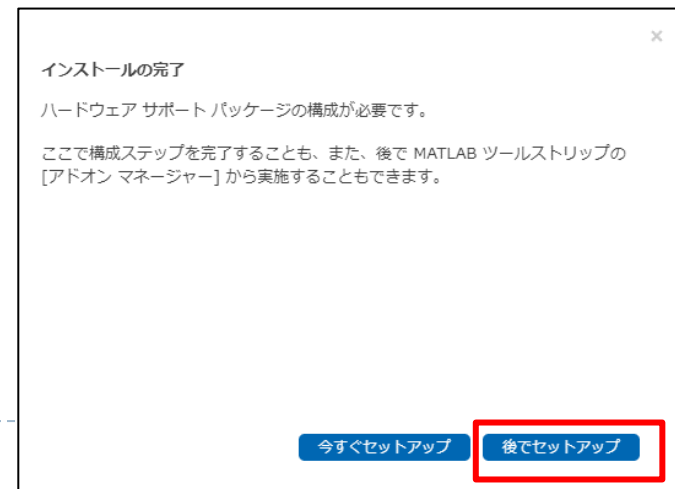 インストールの完了
ハードウェア サポート パッケージの構成が必要です。
ここで構成ステップを完了することも、また、後で MATLAB ツールストリップの
[アドオン マネージャー] から実施することもできます。
今すぐセットアップ 後でセットアップ